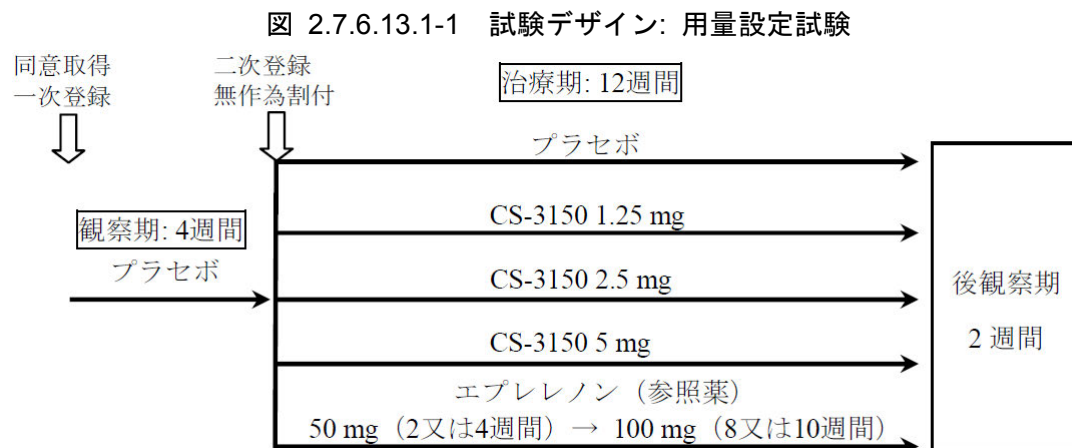 図 2.7.6.13.1-1 試験デザイン: 用量設定試験
同意取得
一次登録
二次登録
無作為割付
治療期: 12週間
プラセボ
CS-3150 1.25 mg
観察期: 4週間
プラセボ
CS-3150 2.5 mg
CS-3150 5 mg
エプレレノン（参照薬）
50 mg（2又は4週間）→ 100 mg（8又は10週間）
後観察期
2 週間